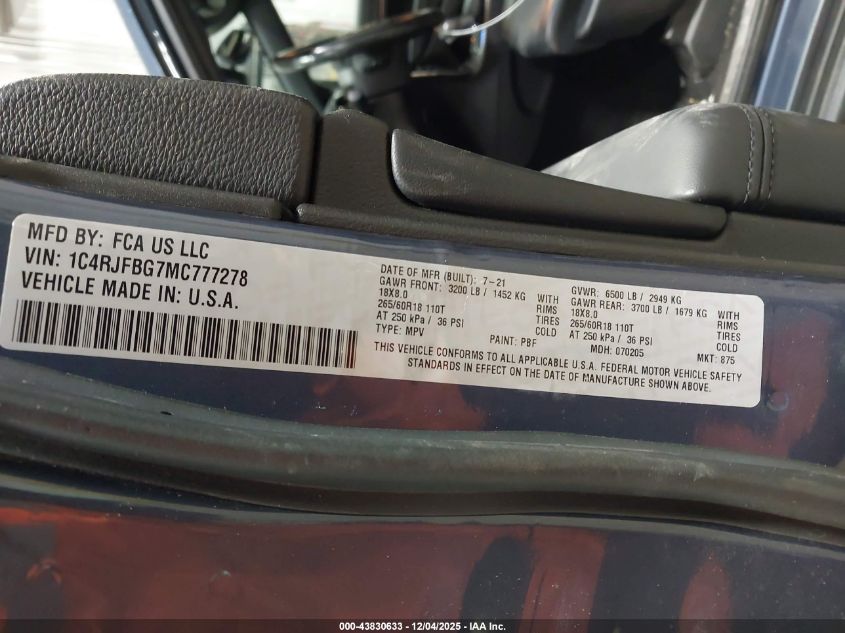 MFD BY: FCA US LLC
VIN: 1C4RJFBG7MC777278
VEHICLE MADE IN: U.S.A.
DATE OF MFR (BUILT): 7-21
GAWR FRONT: 3200 LB / 1452 KG WITH
18X8.0 RIMS
265/60R18 110T TIRES
AT 250 kPa / 36 PSI COLD
TYPE: MPV PAINT: PBF
GVWR: 6500 LB / 2949 KG
GAWR REAR: 3700 LB / 1679 KG WITH
18X8.0 RIMS
265/60R18 110T TIRES
AT 250 kPa / 36 PSI COLD
MDH: 070205 MKT: 875
THIS VEHICLE CONFORMS TO ALL APPLICABLE U.S.A. FEDERAL MOTOR VEHICLE SAFETY
STANDARDS IN EFFECT ON THE DATE OF MANUFACTURE SHOWN ABOVE.
000-43830633 - 12/04/2025 - IAA Inc.